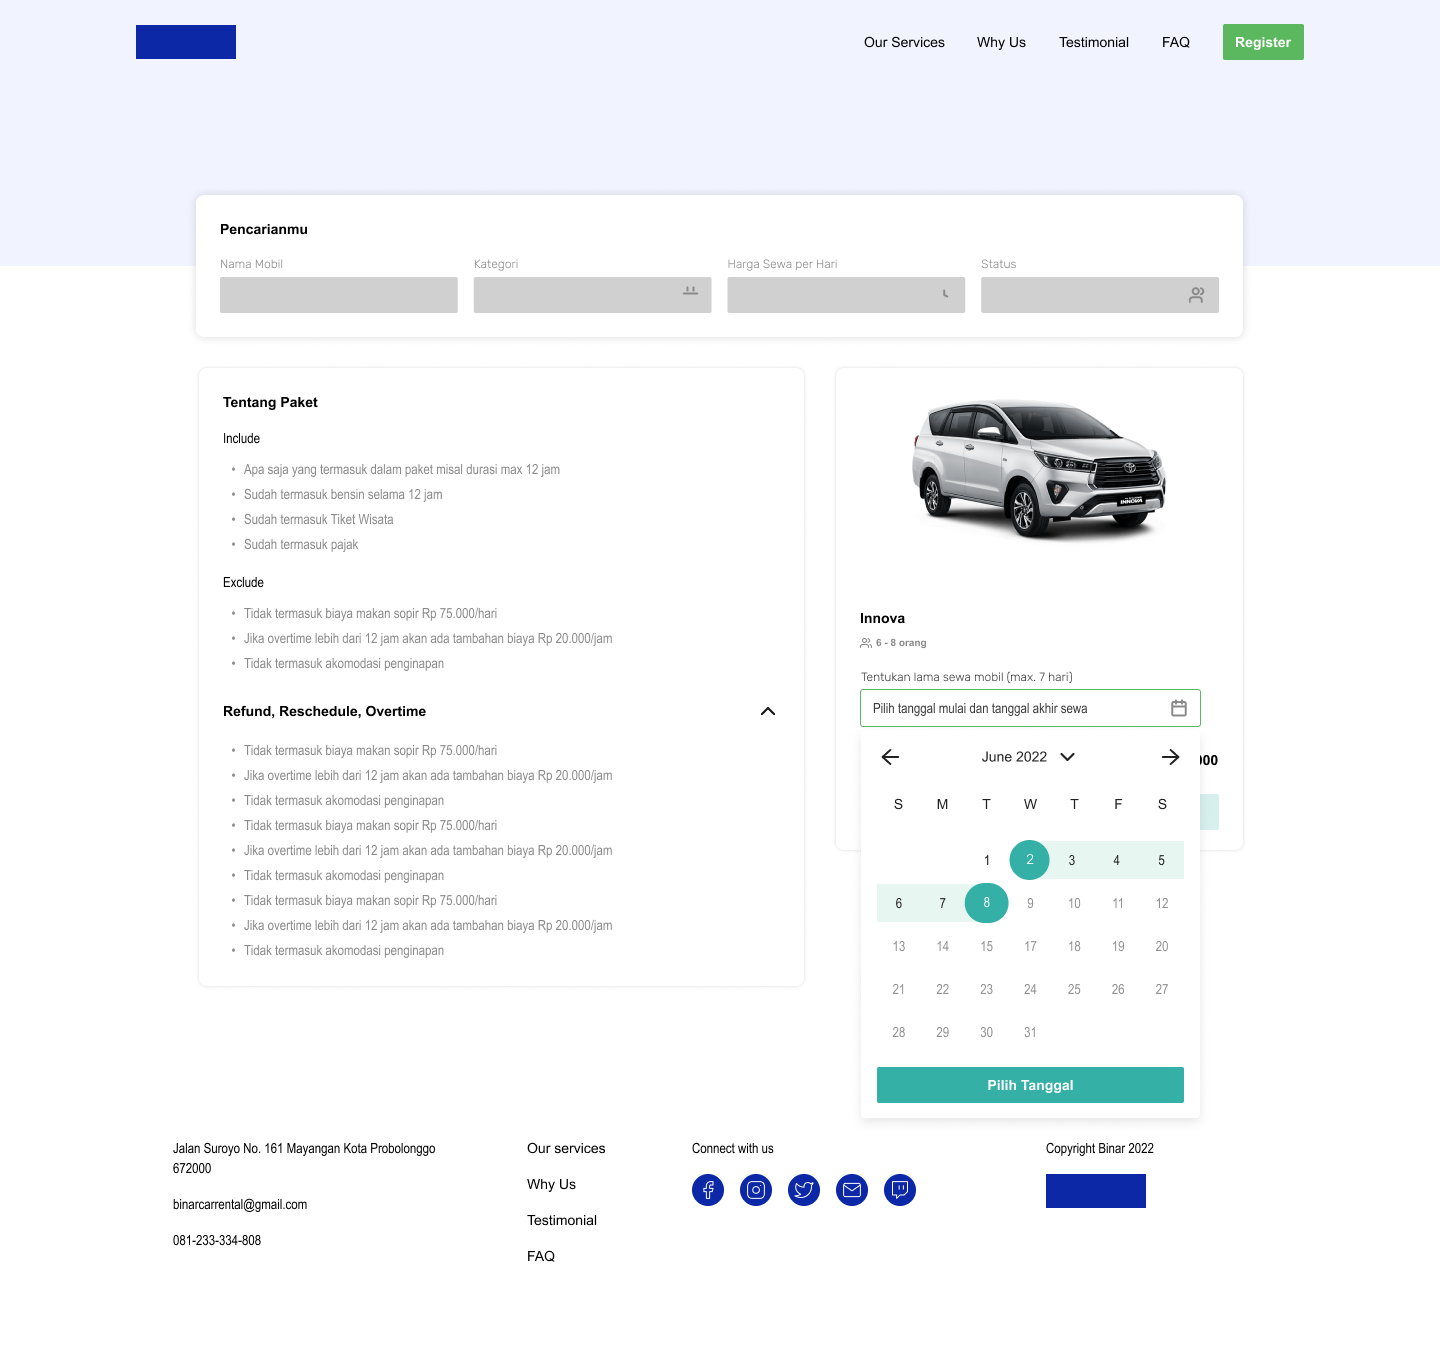 Our Services
Why Us
Testimonial
FAQ
Register
Pencarianmu
Nama Mobil
Kategori
Harga Sewa per Hari
Status
Tentang Paket
Include
• Apa saja yang termasuk dalam paket misal durasi max 12 jam
• Sudah termasuk bensin selama 12 jam
• Sudah termasuk Tiket Wisata
• Sudah termasuk pajak
Exclude
• Tidak termasuk biaya makan sopir Rp 75.000/hari
• Jika overtime lebih dari 12 jam akan ada tambahan biaya Rp 20.000/jam
• Tidak termasuk akomodasi penginapan
Refund, Reschedule, Overtime
• Tidak termasuk biaya makan sopir Rp 75.000/hari
• Jika overtime lebih dari 12 jam akan ada tambahan biaya Rp 20.000/jam
• Tidak termasuk akomodasi penginapan
• Tidak termasuk biaya makan sopir Rp 75.000/hari
• Jika overtime lebih dari 12 jam akan ada tambahan biaya Rp 20.000/jam
• Tidak termasuk akomodasi penginapan
• Tidak termasuk biaya makan sopir Rp 75.000/hari
• Jika overtime lebih dari 12 jam akan ada tambahan biaya Rp 20.000/jam
• Tidak termasuk akomodasi penginapan
INNOVA
Innova
6 - 8 orang
Tentukan lama sewa mobil (max. 7 hari)
Pilih tanggal mulai dan tanggal akhir sewa
June 2022
S M T W T F S
1 2 3 4 5
6 7 8 9 10 11 12
13 14 15 17 18 19 20
21 22 23 24 25 26 27
28 29 30 31
Pilih Tanggal
Jalan Suroyo No. 161 Mayangan Kota Probolonggo
672000
binarcarrental@gmail.com
081-233-334-808
Our services
Why Us
Testimonial
FAQ
Connect with us
Copyright Binar 2022